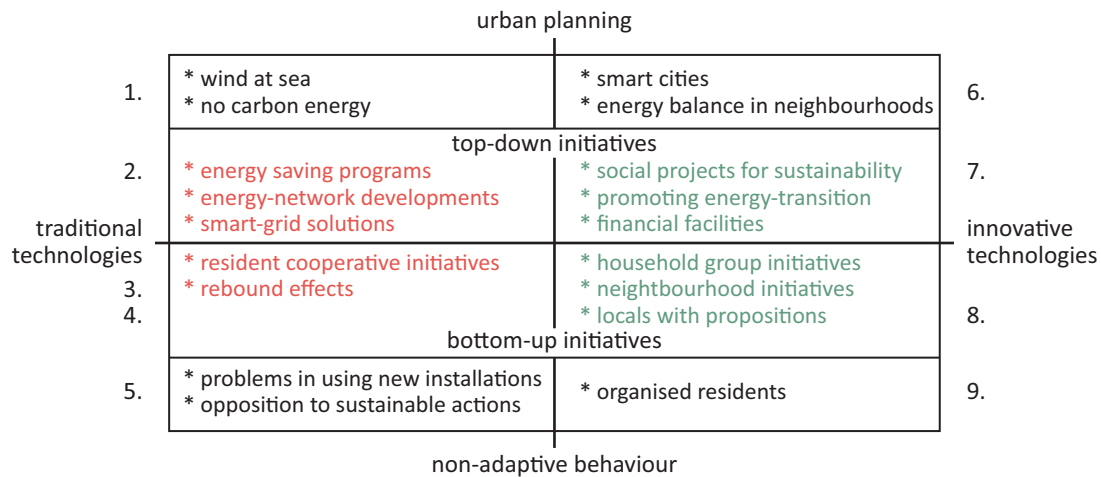 urban planning
1.
* wind at sea
* no carbon energy
* smart cities
* energy balance in neighbourhoods
6.
top-down initiatives
2.
* energy saving programs
* energy-network developments
* smart-grid solutions
* social projects for sustainability
* promoting energy-transition
* financial facilities
7.
traditional
technologies
innovative
technologies
3.
4.
* resident cooperative initiatives
* rebound effects
* household group initiatives
* neightbourhood initiatives
* locals with propositions
8.
bottom-up initiatives
5.
* problems in using new installations
* opposition to sustainable actions
* organised residents
9.
non-adaptive behaviour